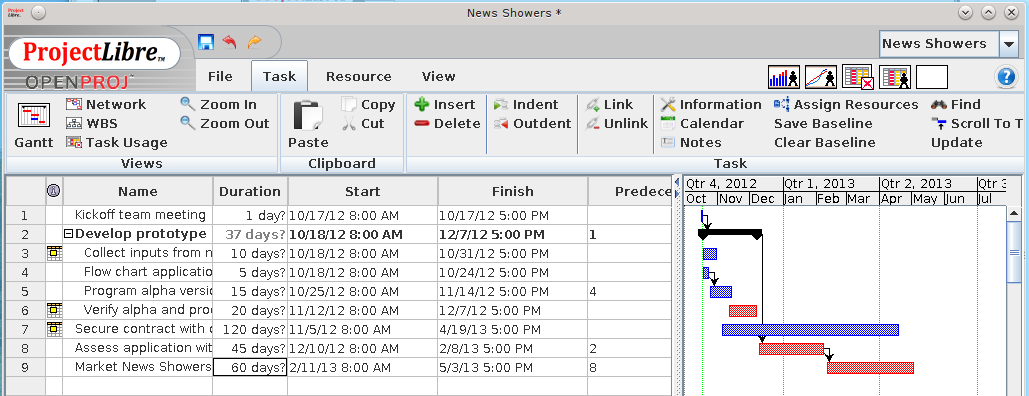 Project Libre.
News Showers *
ProjectLibre™
OPENPROJ
News Showers
File Task Resource View
Network Zoom In Copy Insert Indent Link Information Assign Resources Find
WBS Zoom Out Cut Delete Outdent Unlink Calendar Save Baseline Scroll To T
Gantt Task Usage Paste Notes Clear Baseline Update
Views Clipboard Task
Name Duration Start Finish Predece
Qtr 4, 2012 Qtr 1, 2013 Qtr 2, 2013 Qtr 3
Oct Nov Dec Jan Feb Mar Apr May Jun Jul
1 Kickoff team meeting 1 day? 10/17/12 8:00 AM 10/17/12 5:00 PM
2 Develop prototype 37 days? 10/18/12 8:00 AM 12/7/12 5:00 PM 1
3 Collect inputs from n 10 days? 10/18/12 8:00 AM 10/31/12 5:00 PM
4 Flow chart applicatio 5 days? 10/18/12 8:00 AM 10/24/12 5:00 PM
5 Program alpha versio 15 days? 10/25/12 8:00 AM 11/14/12 5:00 PM 4
6 Verify alpha and pro 20 days? 11/12/12 8:00 AM 12/7/12 5:00 PM
7 Secure contract with c 120 days? 11/5/12 8:00 AM 4/19/13 5:00 PM
8 Assess application wit 45 days? 12/10/12 8:00 AM 2/8/13 5:00 PM 2
9 Market News Showers 60 days? 2/11/13 8:00 AM 5/3/13 5:00 PM 8